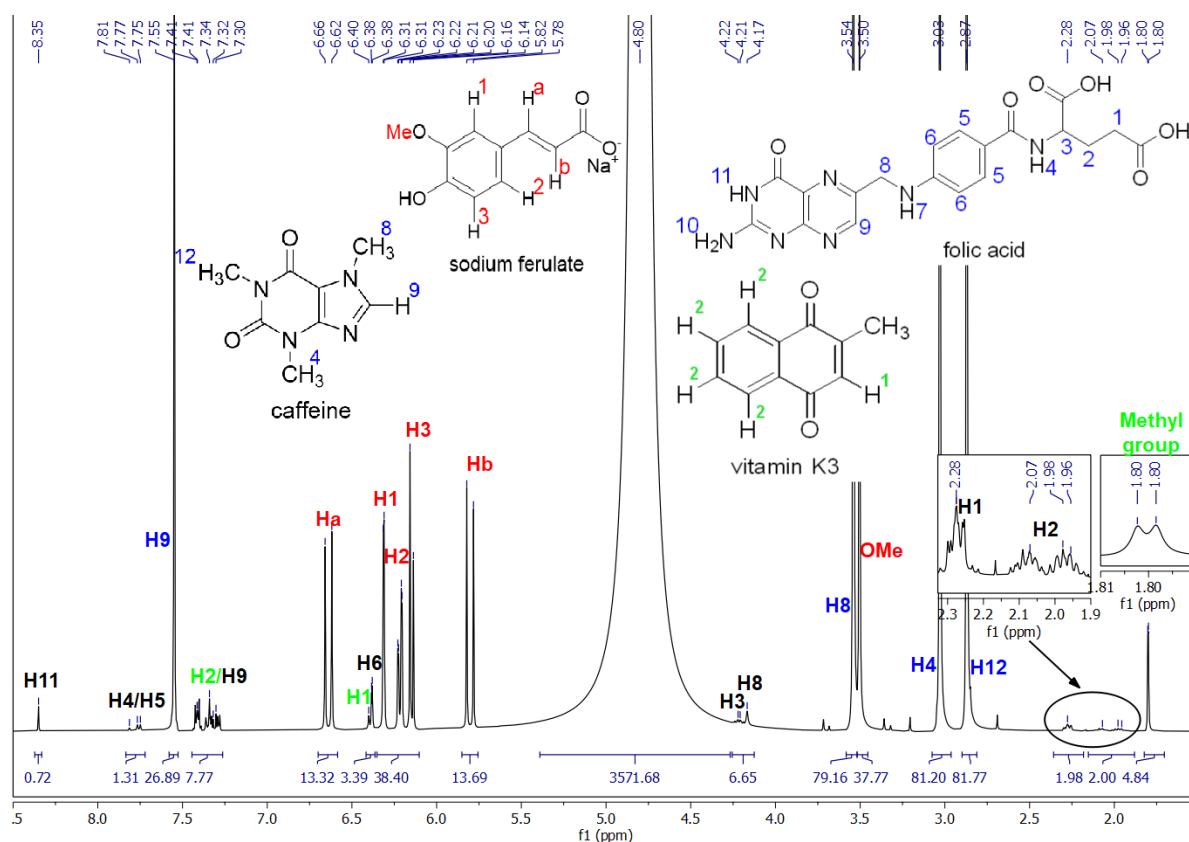 8.35 7.81 7.77 7.75 7.55 7.41 7.41 7.34 7.32 7.30 6.66 6.62 6.40 6.38 6.38 6.31 6.31 6.23 6.22 6.21 6.20 6.16 6.14 5.82 5.78 4.80 4.22 4.21 4.17 3.54 3.50 3.03 2.87 2.28 2.07 1.98 1.96 1.80 1.80
1 H H a O
MeO O⁻
Na⁺
H b
HO 2 H
H
3
sodium ferulate
O OH
O 1 O
5 OH
6 N 3 2
8 H O
O 4
11 HN N N 5
H 6
10 7
H₂N N N 9
folic acid
8
O CH₃
12 H₃C N N 9
H
O N N
4
CH₃
caffeine
2
H O
2
H CH₃
H H
2 1
H O
2
vitamin K3
Methyl
group
2.28 2.07 1.98 1.96
H1
H2
2.3 2.2 2.1 2.0 1.9
f1 (ppm)
1.80 1.80
1.81 1.80
f1 (ppm)
H11
H4/H5
H9
H2/H9
Ha
H1
H6
H1
H2
H3
Hb
H3
H8
H8
OMe
H4
H12
0.72 1.31 26.89 7.77 13.32 3.39 38.40 13.69 3571.68 6.65 79.16 37.77 81.20 81.77 1.98 2.00 4.84
8.5 8.0 7.5 7.0 6.5 6.0 5.5 5.0 4.5 4.0 3.5 3.0 2.5 2.0
f1 (ppm)